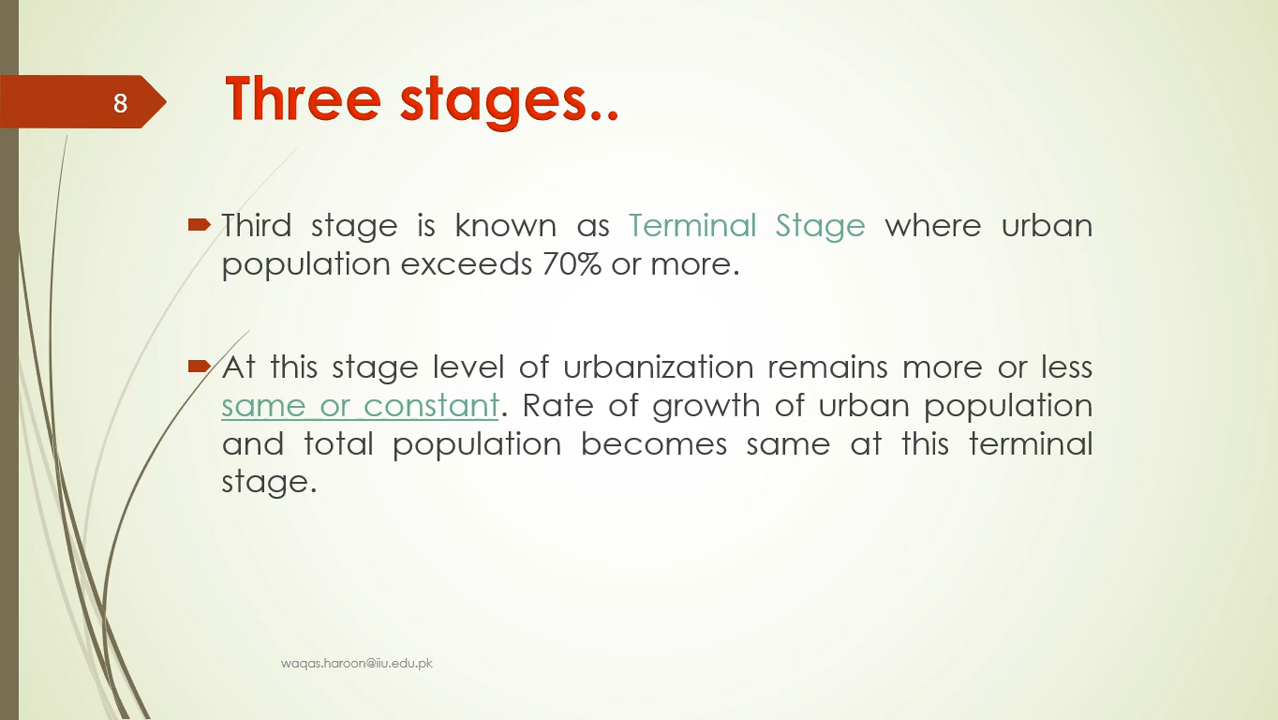 8
Three stages..
Third stage is known as Terminal Stage where urban
population exceeds 70% or more.
At this stage level of urbanization remains more or less
same or constant. Rate of growth of urban population
and total population becomes same at this terminal
stage.
waqas.haroon@iiu.edu.pk